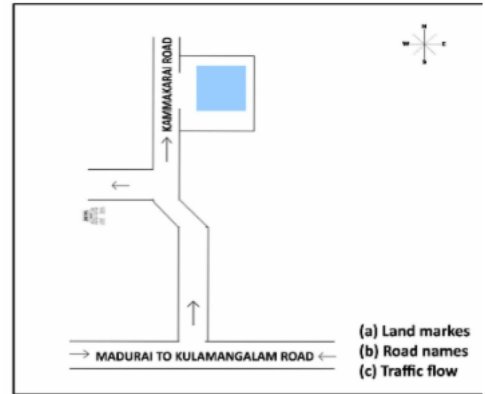 N
W E
S
KAMMAKARAI ROAD
MADURAI TO KULAMANGALAM ROAD
(a) Land markes
(b) Road names
(c) Traffic flow